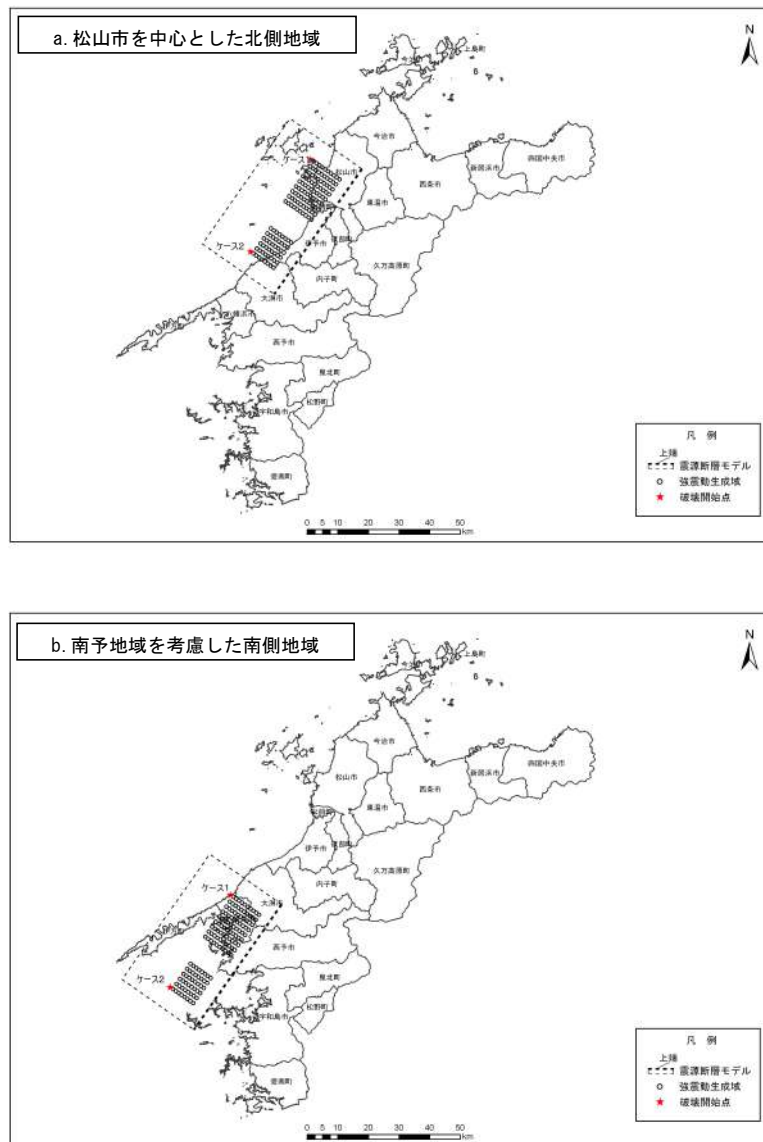 a. 松山市を中心とした北側地域
N
上島町
今治市
ケース1
松山市
西条市
新居浜市
四国中央市
東温市
ケース2
伊予市
砥部町
久万高原町
内子町
大洲市
西予市
鬼北町
松野町
宇和島市
愛南町
凡 例
上端
震源断層モデル
強震動生成域
破壊開始点
0 10 20 30 40 50
km
b. 南予地域を考慮した南側地域
N
上島町
今治市
松山市
西条市
新居浜市
四国中央市
東温市
伊予市
砥部町
久万高原町
内子町
ケース1
大洲市
西予市
ケース2
鬼北町
松野町
宇和島市
愛南町
凡 例
上端
震源断層モデル
強震動生成域
破壊開始点
0 10 20 30 40 50
km